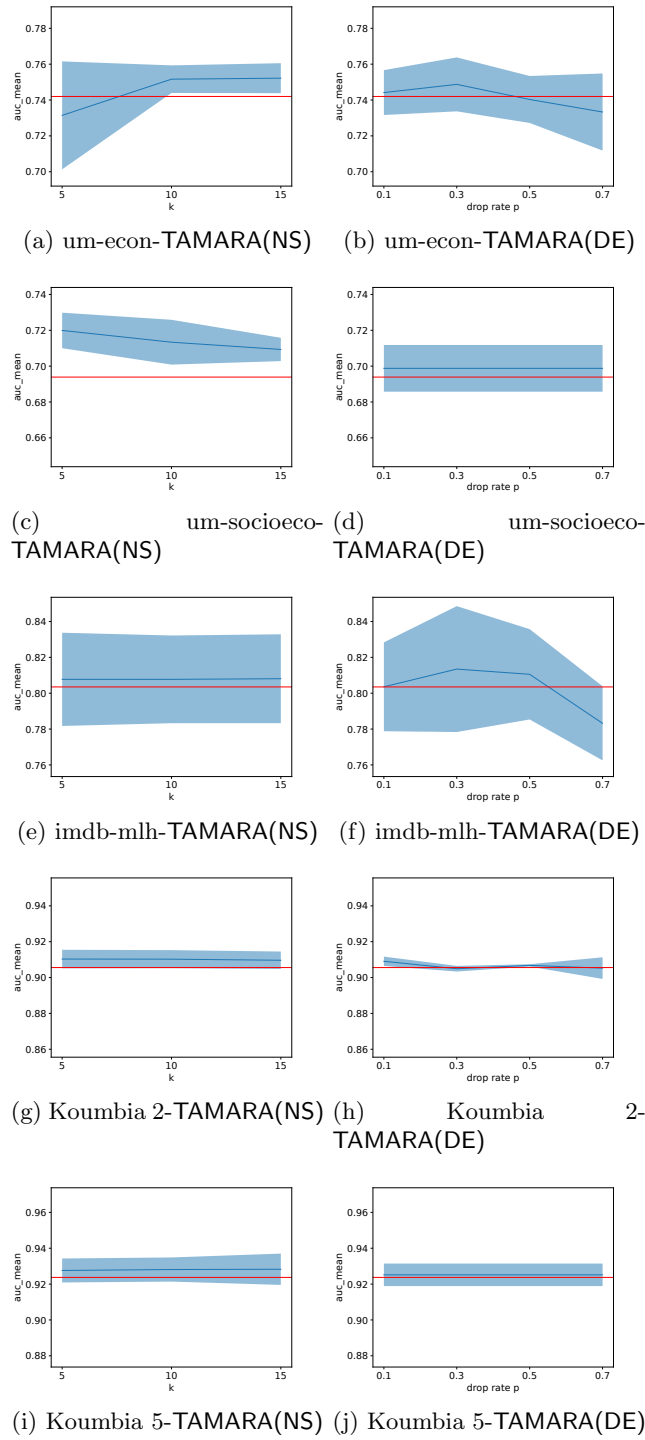 0.78
0.76
0.74
0.72
0.70
auc_mean
5 10 15
k
0.78
0.76
0.74
0.72
0.70
auc_mean
0.1 0.3 0.5 0.7
drop rate p
(a) um-econ-TAMARA(NS) (b) um-econ-TAMARA(DE)
0.74
0.72
0.70
0.68
0.66
auc_mean
5 10 15
k
0.74
0.72
0.70
0.68
0.66
auc_mean
0.1 0.3 0.5 0.7
drop rate p
(c) um-socioeco-
TAMARA(NS)
(d) um-socioeco-
TAMARA(DE)
0.84
0.82
0.80
0.78
0.76
auc_mean
5 10 15
k
0.84
0.82
0.80
0.78
0.76
auc_mean
0.1 0.3 0.5 0.7
drop rate p
(e) imdb-mlh-TAMARA(NS) (f) imdb-mlh-TAMARA(DE)
0.94
0.92
0.90
0.88
0.86
auc_mean
5 10 15
k
0.94
0.92
0.90
0.88
0.86
auc_mean
0.1 0.3 0.5 0.7
drop rate p
(g) Koumbia 2-TAMARA(NS)
(h) Koumbia 2-
TAMARA(DE)
0.96
0.94
0.92
0.90
0.88
auc_mean
5 10 15
k
0.96
0.94
0.92
0.90
0.88
auc_mean
0.1 0.3 0.5 0.7
drop rate p
(i) Koumbia 5-TAMARA(NS) (j) Koumbia 5-TAMARA(DE)